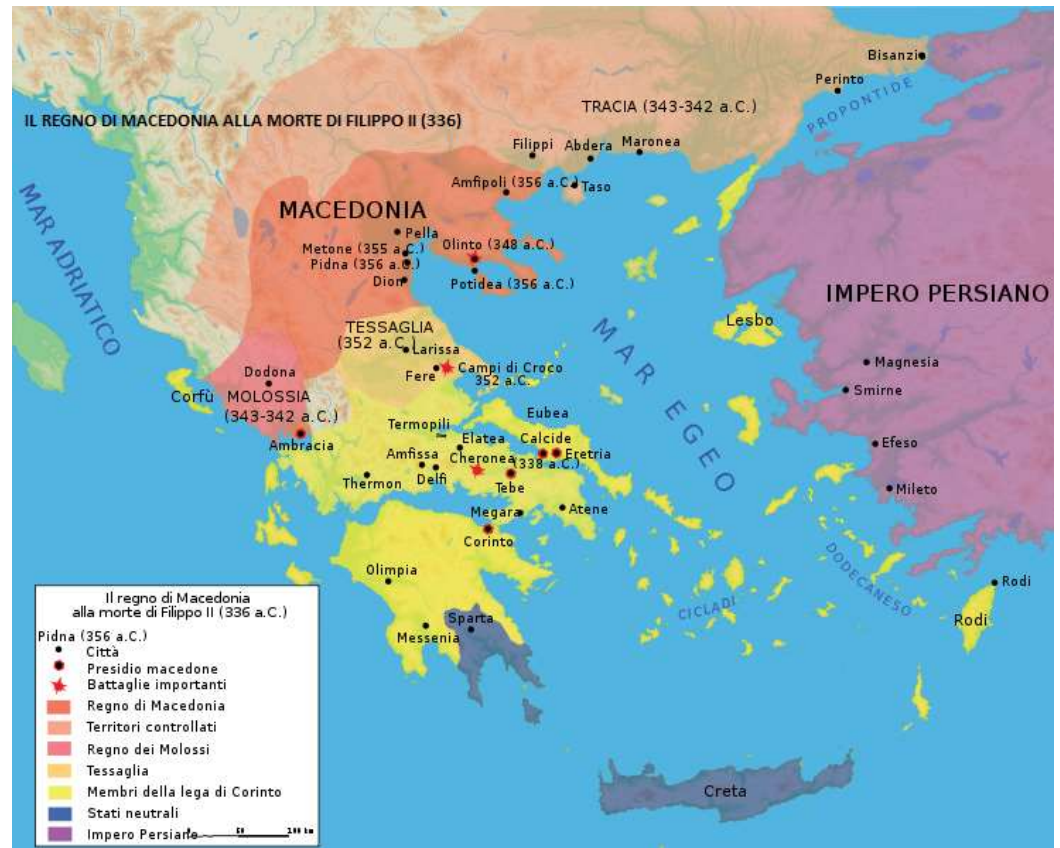 Bisanzio
Perinto
PROPONTIDE
TRACIA (343-342 a.C.)
IL REGNO DI MACEDONIA ALLA MORTE DI FILIPPO II (336)
Filippi
Abdera
Maronea
Amfipoli (356 a.C.)
Taso
MAR ADRIATICO
MACEDONIA
Pella
Metone (355 a.C.)
Olinto (348 a.C.)
Pidna (356 a.C.)
Dion
Potidea (356 a.C.)
IMPERO PERSIANO
MAR EGEO
Lesbo
TESSAGLIA
(352 a.C.)
Larissa
Fere
Campi di Croco
352 a.C.
Magnesia
Smirne
Dodona
Corfù
MOLOSSIA
(343-342 a.C.)
Ambracia
Eubea
Termopili
Elatea
Calcide
Amfissa
Cheronea
(338 a.C.)
Eretria
Efeso
Thermon
Delfi
Tebe
Mileto
Megara
Atene
Corinto
DODECANESO
Olimpia
Rodi
CICLADI
Rodi
Sparta
Messenia
Creta
Il regno di Macedonia
alla morte di Filippo II (336 a.C.)
Pidna (356 a.C.)
Città
Presidio macedone
Battaglie importanti
Regno di Macedonia
Territori controllati
Regno dei Molossi
Tessaglia
Membri della lega di Corinto
Stati neutrali
Impero Persiano
0 50 100 km